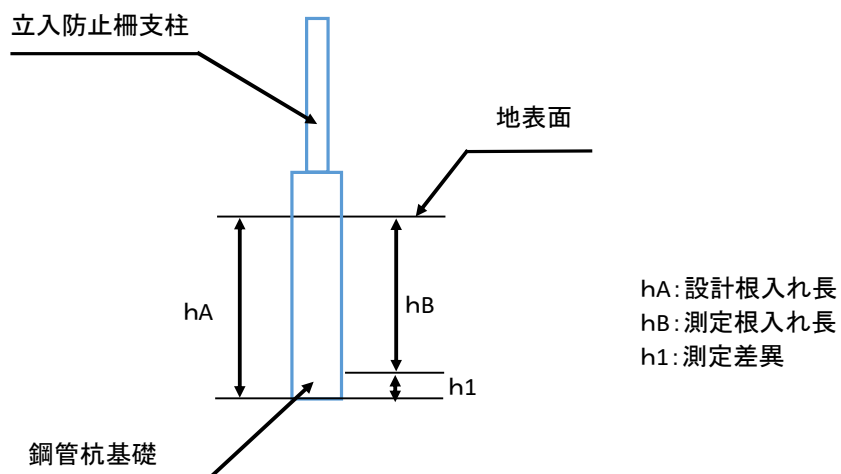 立入防止柵支柱
地表面
hA
hB
h1
hA:設計根入れ長
hB:測定根入れ長
h1:測定差異
鋼管杭基礎